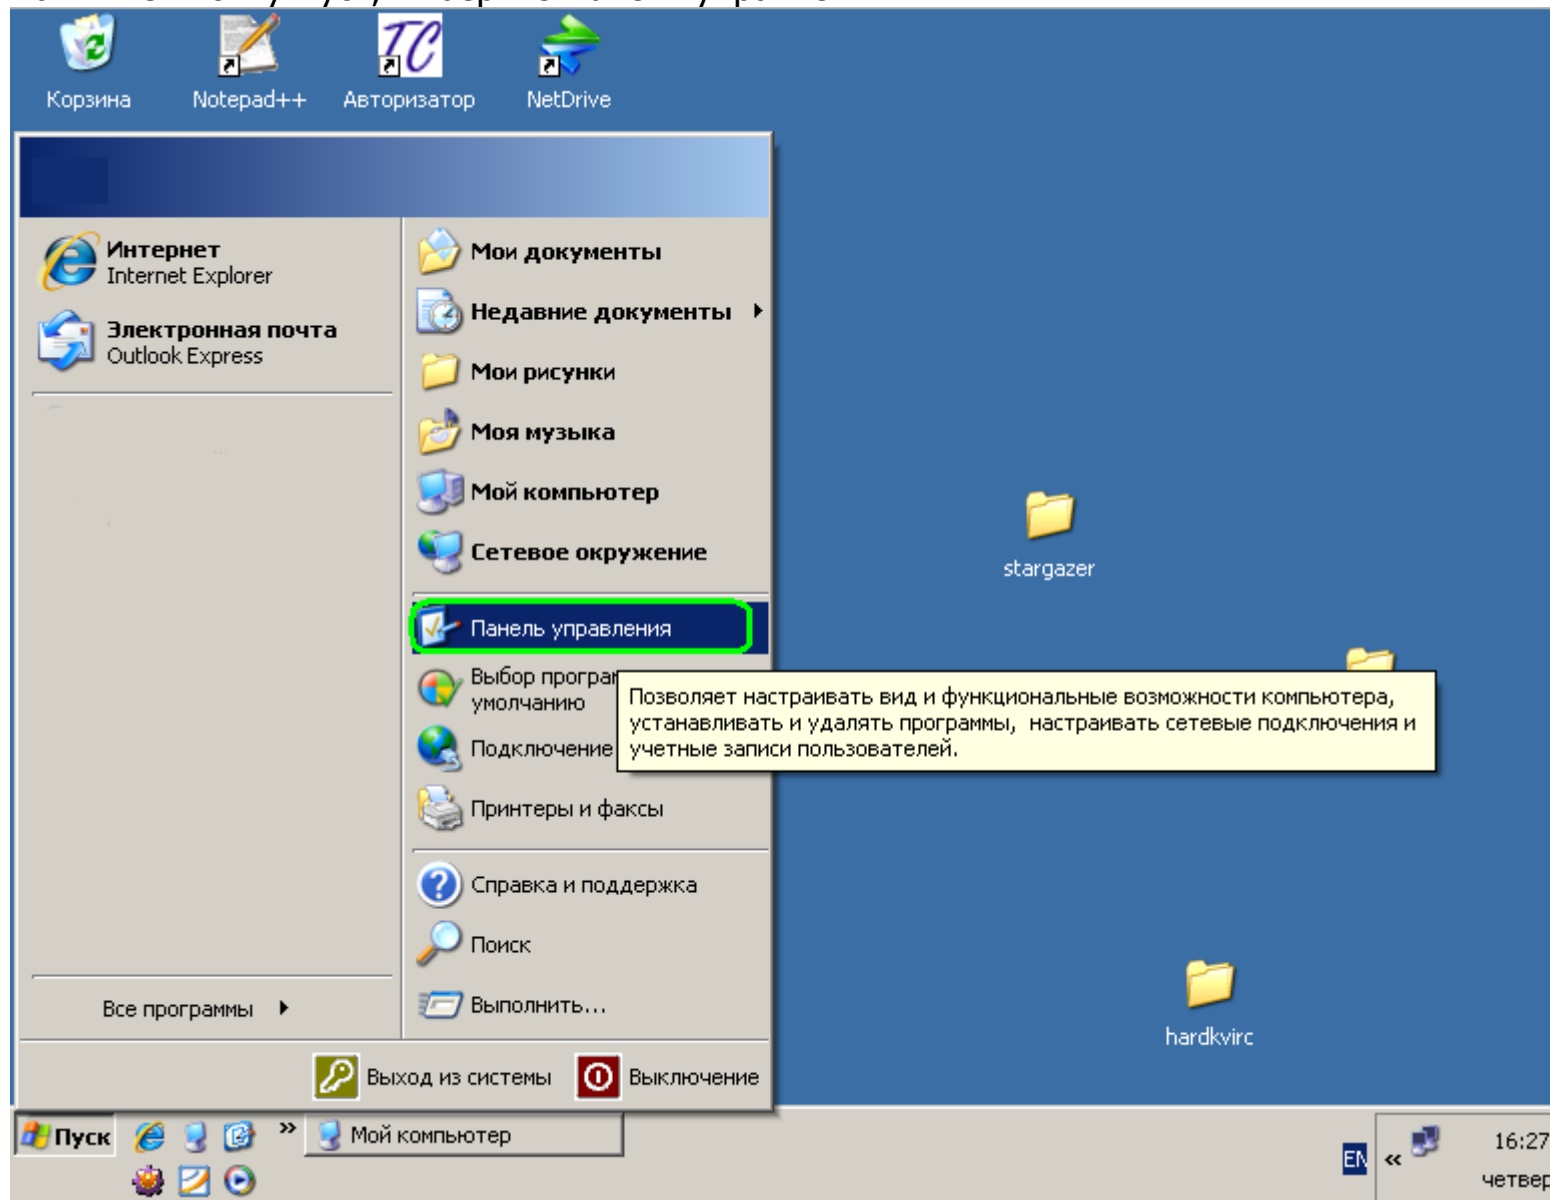 Корзина
Notepad++
Авторизатор
NetDrive
Интернет
Internet Explorer
Электронная почта
Outlook Express
Все программы
Мои документы
Недавние документы
Мои рисунки
Моя музыка
Мой компьютер
Сетевое окружение
Панель управления
Выбор
умолчанию
Подключение
Принтеры и факсы
Справка и поддержка
Поиск
Выполнить...
Позволяет настраивать вид и функциональные возможности компьютера,
устанавливать и удалять программы, настраивать сетевые подключения и
учетные записи пользователей.
stargazer
hardkvirc
Выход из системы
Выключение
Пуск
Мой компьютер
EN
16:27
четвер